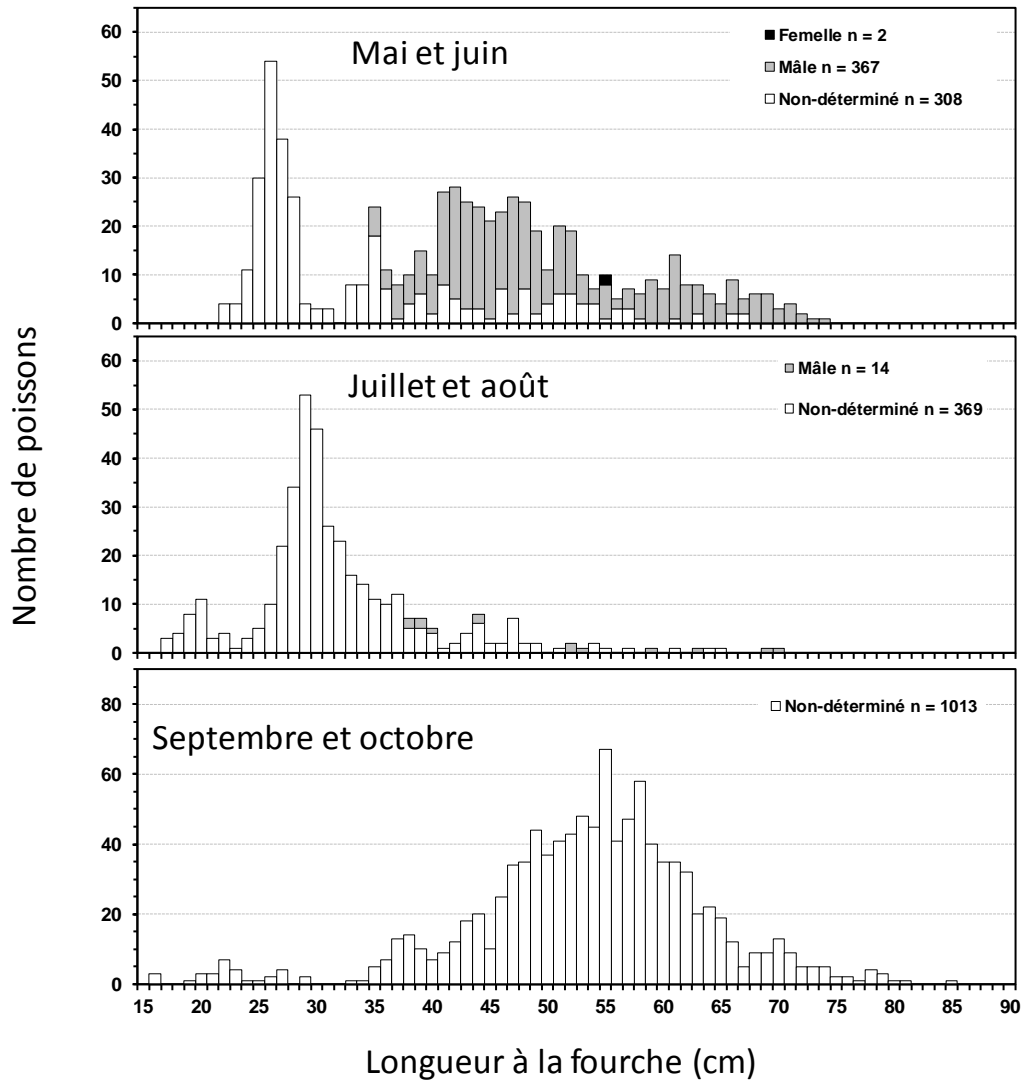 Nombre de poissons
60
50
40
30
20
10
0
Mai et juin
Femelle n = 2
Mâle n = 367
Non-déterminé n = 308
60
50
40
30
20
10
0
Juillet et août
Mâle n = 14
Non-déterminé n = 369
80
60
40
20
0
Septembre et octobre
Non-déterminé n = 1013
15 20 25 30 35 40 45 50 55 60 65 70 75 80 85 90
Longueur à la fourche (cm)